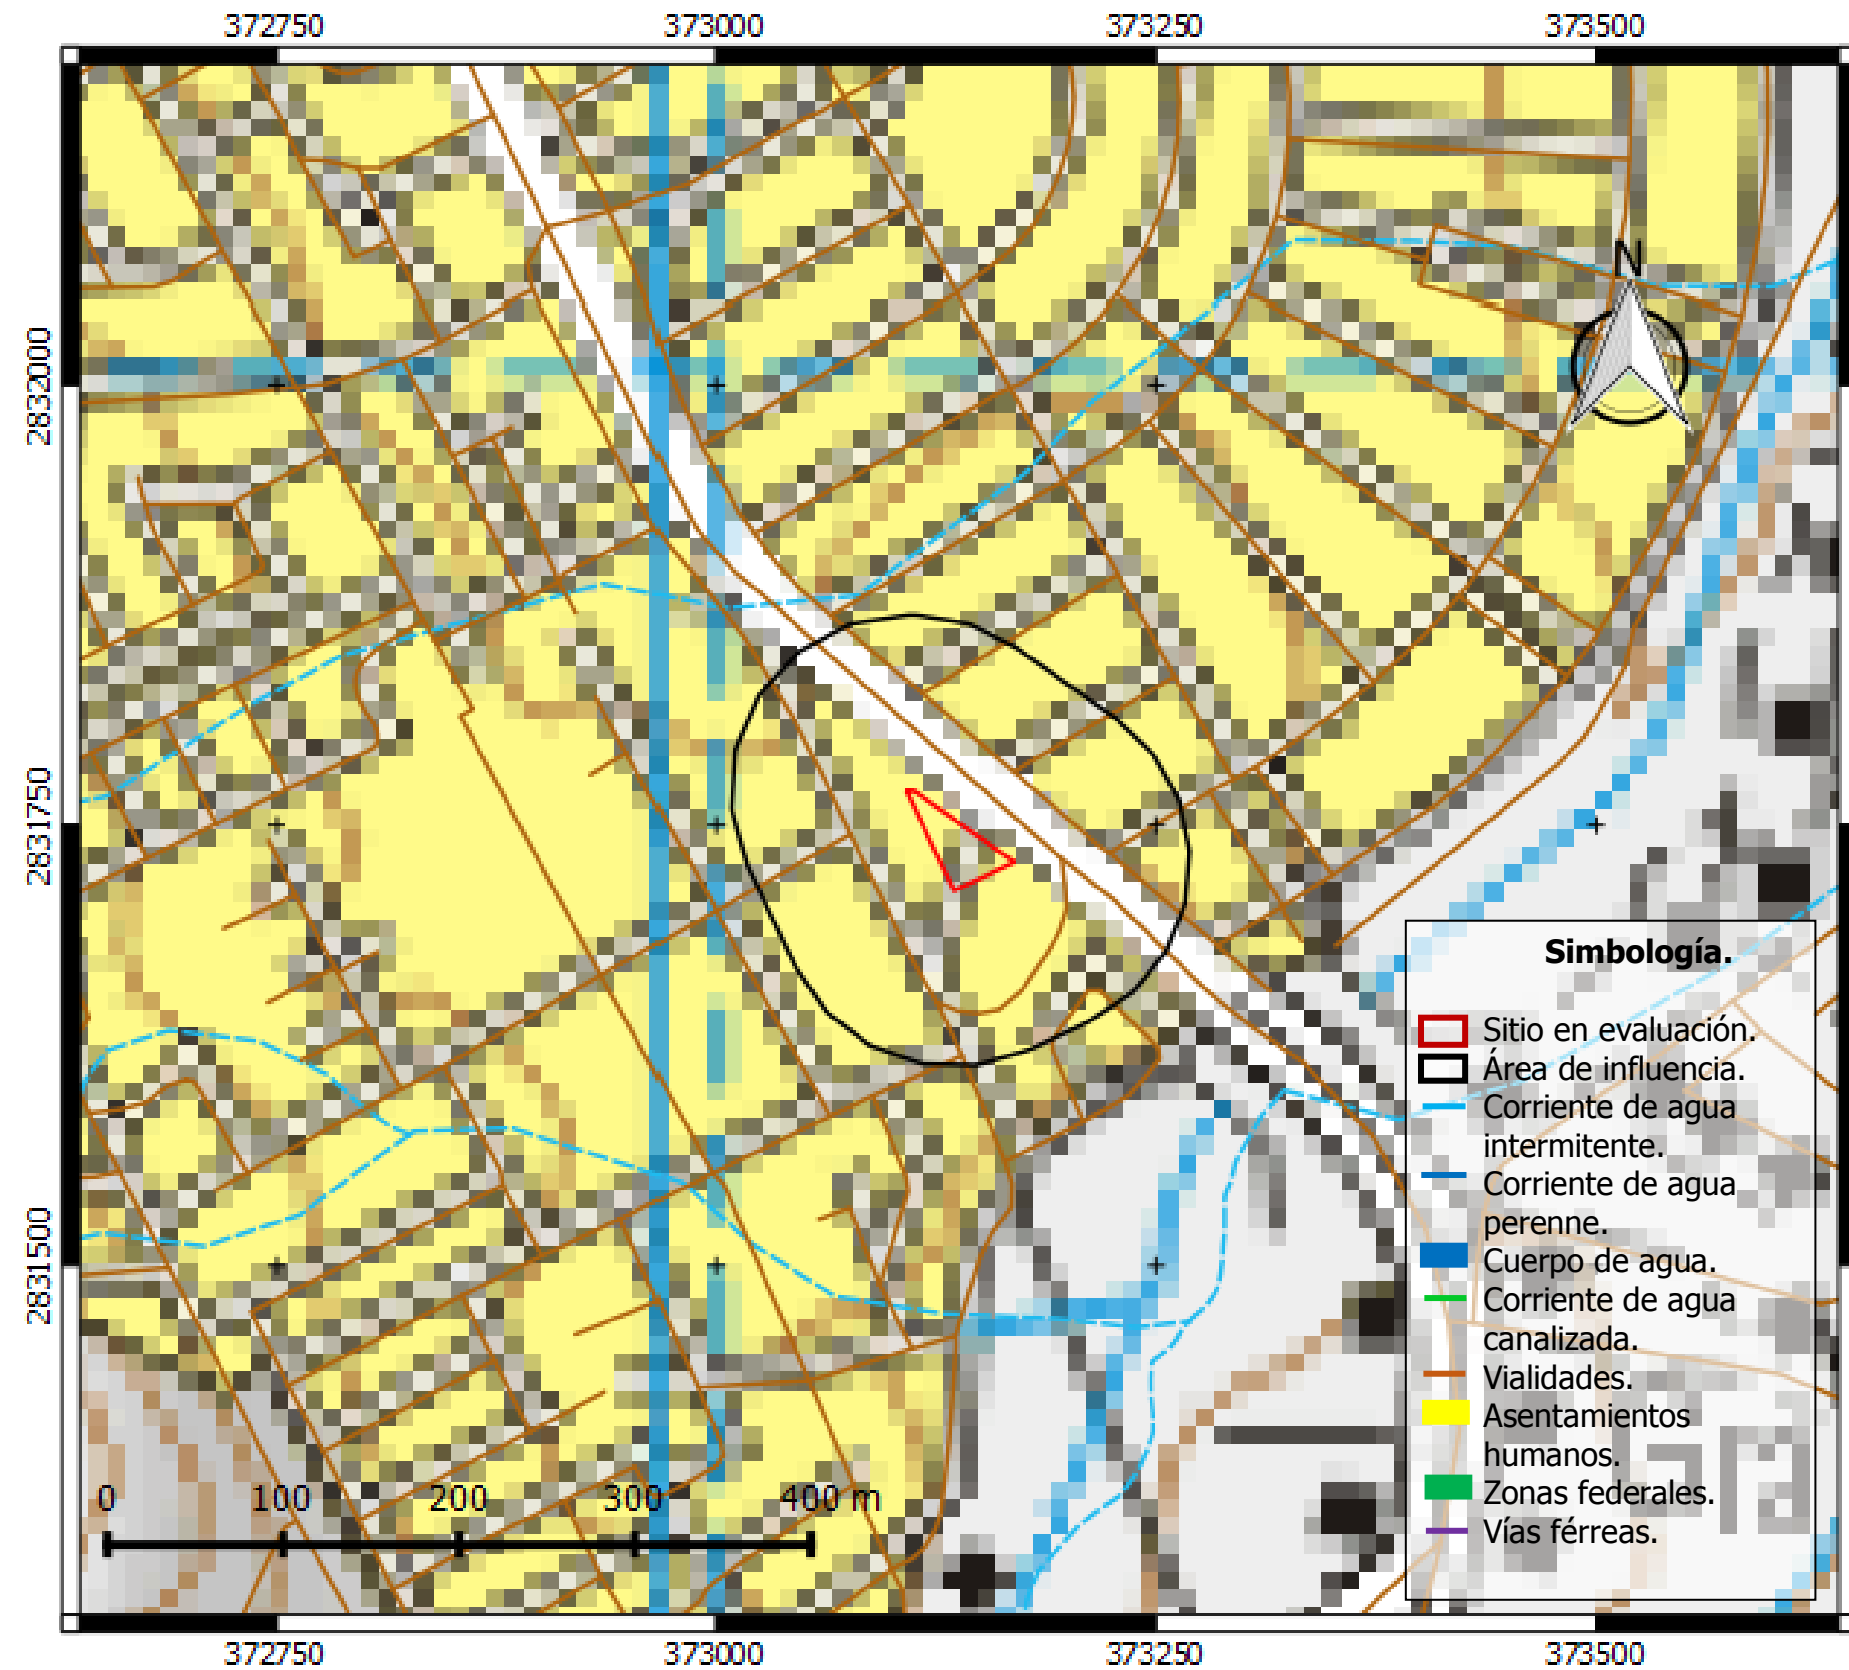 372750 373000 373250 373500
N
2832000
2831750
2831500
Simbología.
Sitio en evaluación.
Área de influencia.
Corriente de agua
intermitente.
Corriente de agua
perenne.
Cuerpo de agua.
Corriente de agua
canalizada.
Vialidades.
Asentamientos
humanos.
Zonas federales.
Vías férreas.
0 100 200 300 400 m
372750 373000 373250 373500